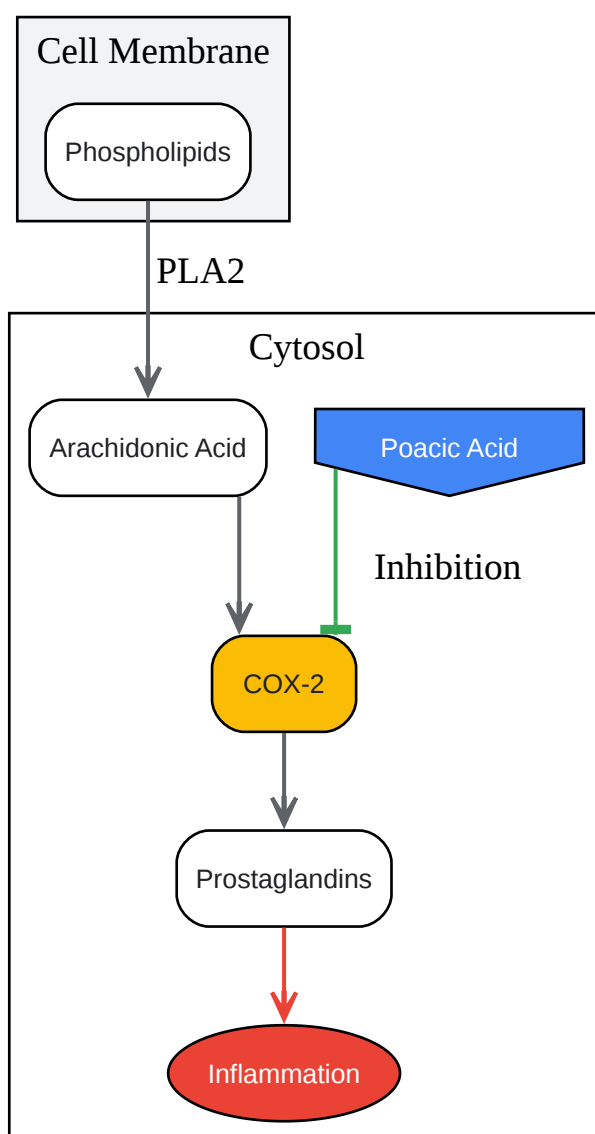 Cell Membrane
Phospholipids
PLA2
Cytosol
Arachidonic Acid
Poacic Acid
Inhibition
COX-2
Prostaglandins
Inflammation